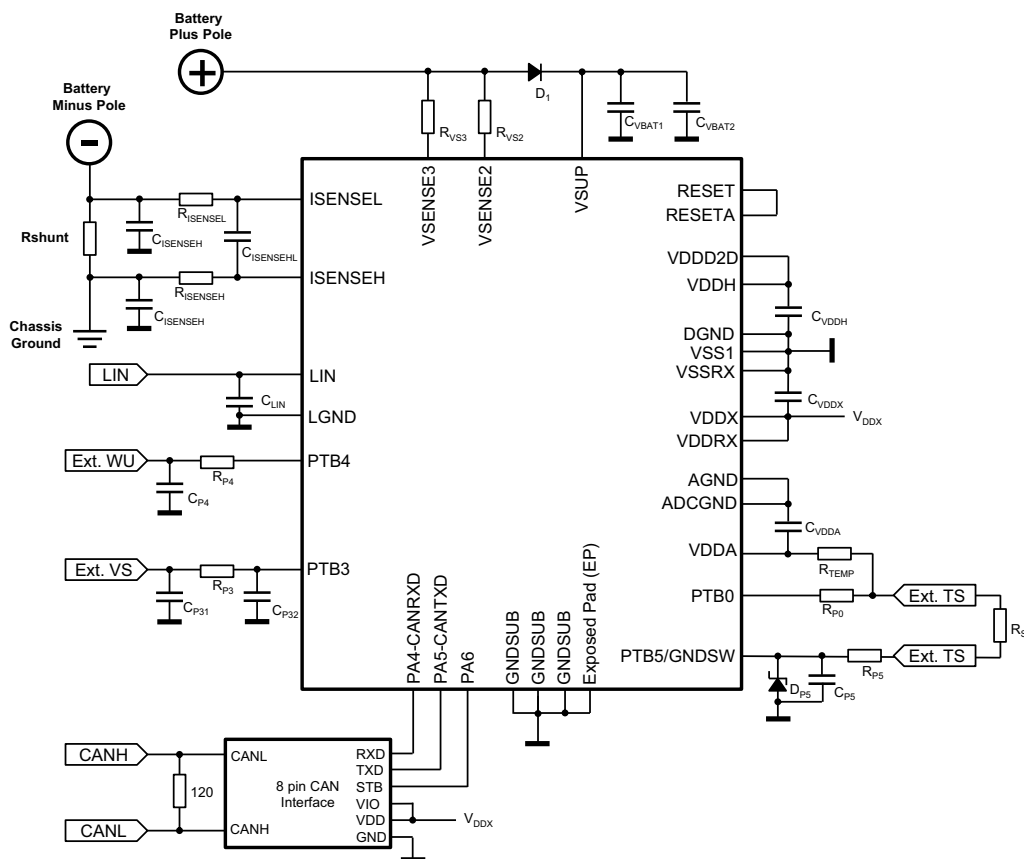 Battery
Plus Pole
Battery
Minus Pole
D1
RVS3
RVS2
CVBAT1
CVBAT2
VSENSE3
VSENSE2
VSUP
ISENSEL
RISENSEL
CISENSEH
CISENSEHL
Rshunt
ISENSEH
RISENSEH
CISENSEH
Chassis
Ground
RESET
RESETA
VDDD2D
VDDH
CVDDH
DGND
VSS1
VSSRX
CVDDX
VDDX
VDDX
VDDRX
LIN
LIN
CLIN
LGND
Ext. WU
RP4
PTB4
CP4
AGND
ADCGND
CVDDA
VDDA
RTEMP
Ext. VS
RP3
PTB3
CP31
CP32
PTB0
RP0
Ext. TS
PTB5/GNDSW
RP5
Ext. TS
DP5
CP5
PA4-CANRXD
PA5-CANTXD
PA6
GNDSUB
GNDSUB
GNDSUB
Exposed Pad (EP)
CANH
CANL
120
CANL
CANH
8 pin CAN
Interface
RXD
TXD
STB
VIO
VDD
GND
VDDX